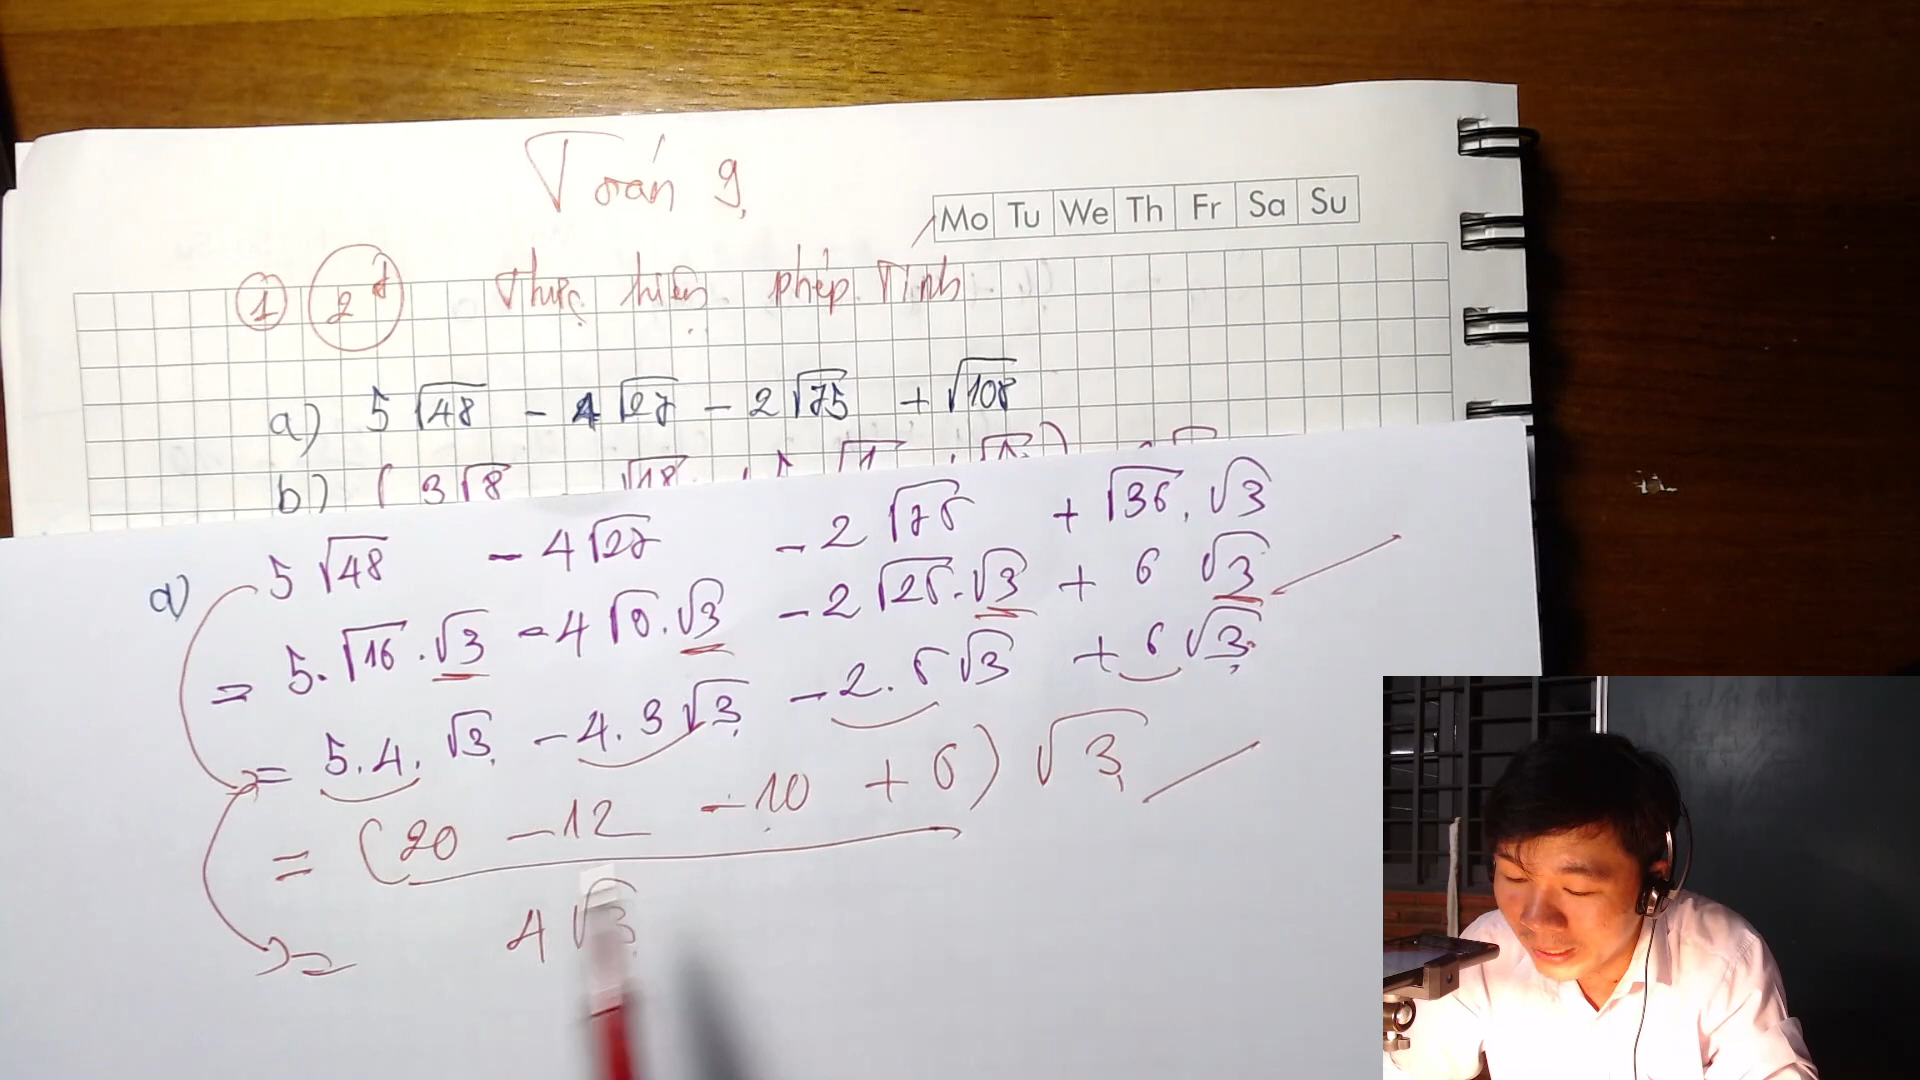 Toán 9
Mo Tu We Th Fr Sa Su
1 2đ Thực hiện phép Tính
a) 5√48 - 4√27 - 2√75 + √108
b) ( 3√8 √18
a) 5√48 - 4√27 - 2√75 + √36.√3
= 5.√16.√3 - 4√9.√3 - 2√25.√3 + 6√3
= 5.4.√3 - 4.3√3 - 2.5√3 + 6√3
= (20 - 12 - 10 + 6)√3
= 4√3